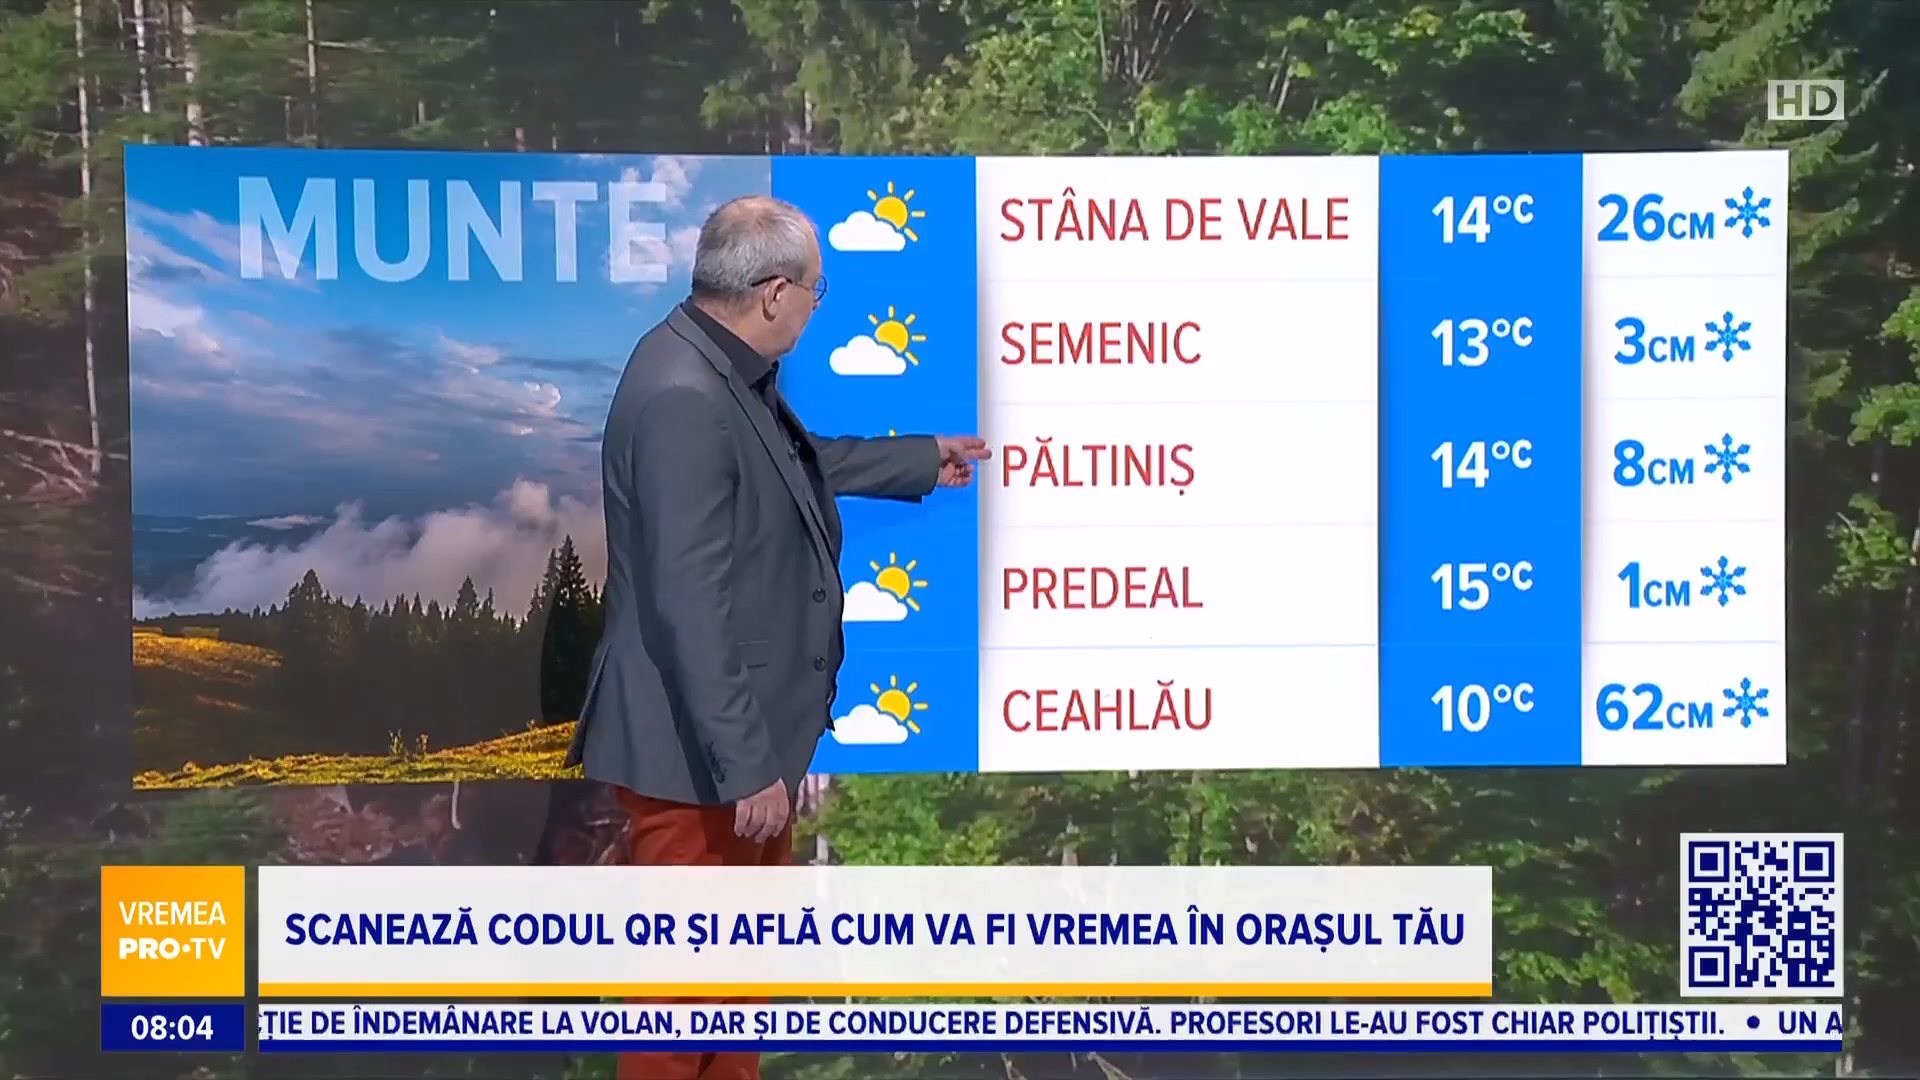 HD
MUNTE
STÂNA DE VALE 14°C 26CM
SEMENIC 13°C 3CM
PĂLTINIȘ 14°C 8CM
PREDEAL 15°C 1CM
CEAHLĂU 10°C 62CM
VREMEA
PRO•TV
SCANEAZĂ CODUL QR ȘI AFLĂ CUM VA FI VREMEA ÎN ORAȘUL TĂU
08:04
ȚIE DE ÎNDEMÂNARE LA VOLAN, DAR ȘI DE CONDUCERE DEFENSIVĂ. PROFESORI LE-AU FOST CHIAR POLIȚIȘTII. • UN A